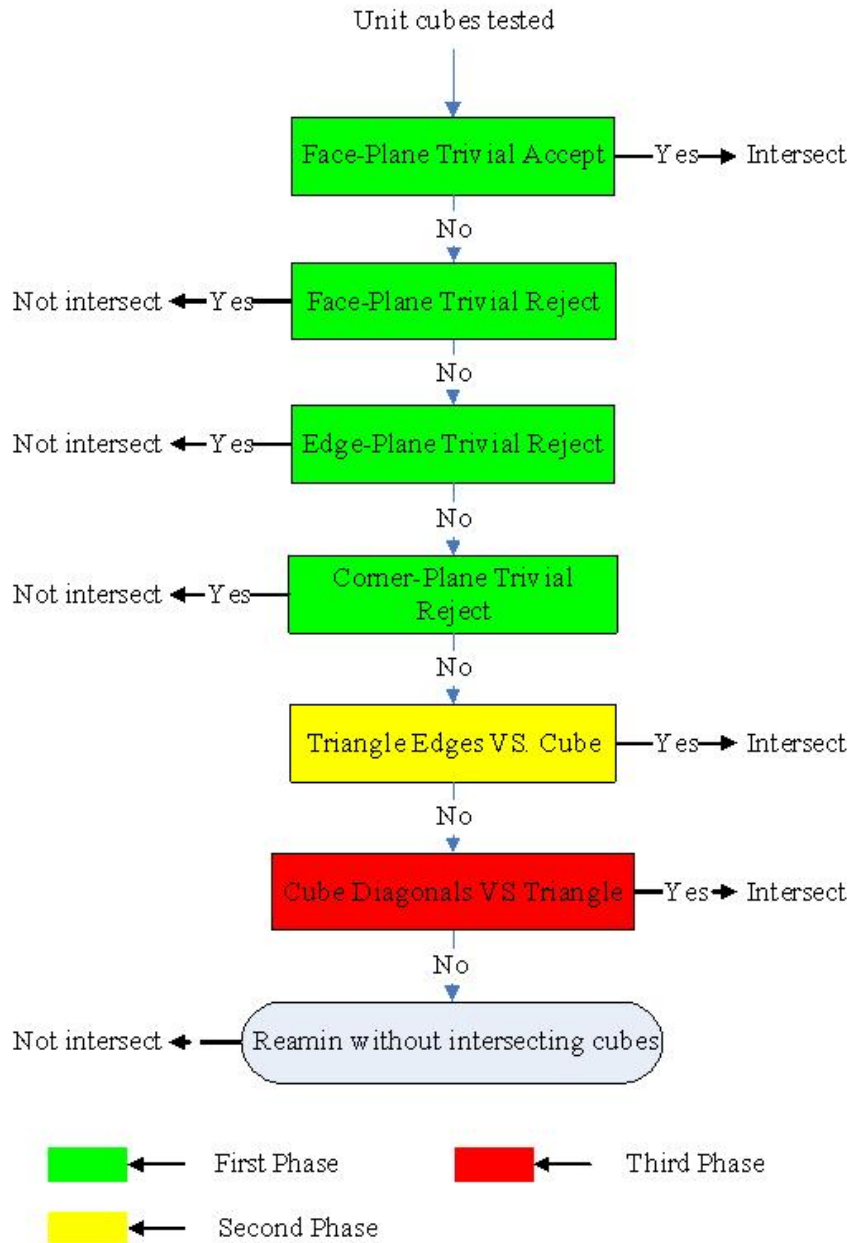 Unit cubes tested
Face-Plane Trivial Accept
Yes
Intersect
No
Not intersect
Yes
Face-Plane Trivial Reject
No
Not intersect
Yes
Edge-Plane Trivial Reject
No
Not intersect
Yes
Corner-Plane Trivial
Reject
No
Triangle Edges VS. Cube
Yes
Intersect
No
Cube Diagonals VS Triangle
Yes
Intersect
No
Not intersect
Reamin without intersecting cubes
First Phase
Third Phase
Second Phase